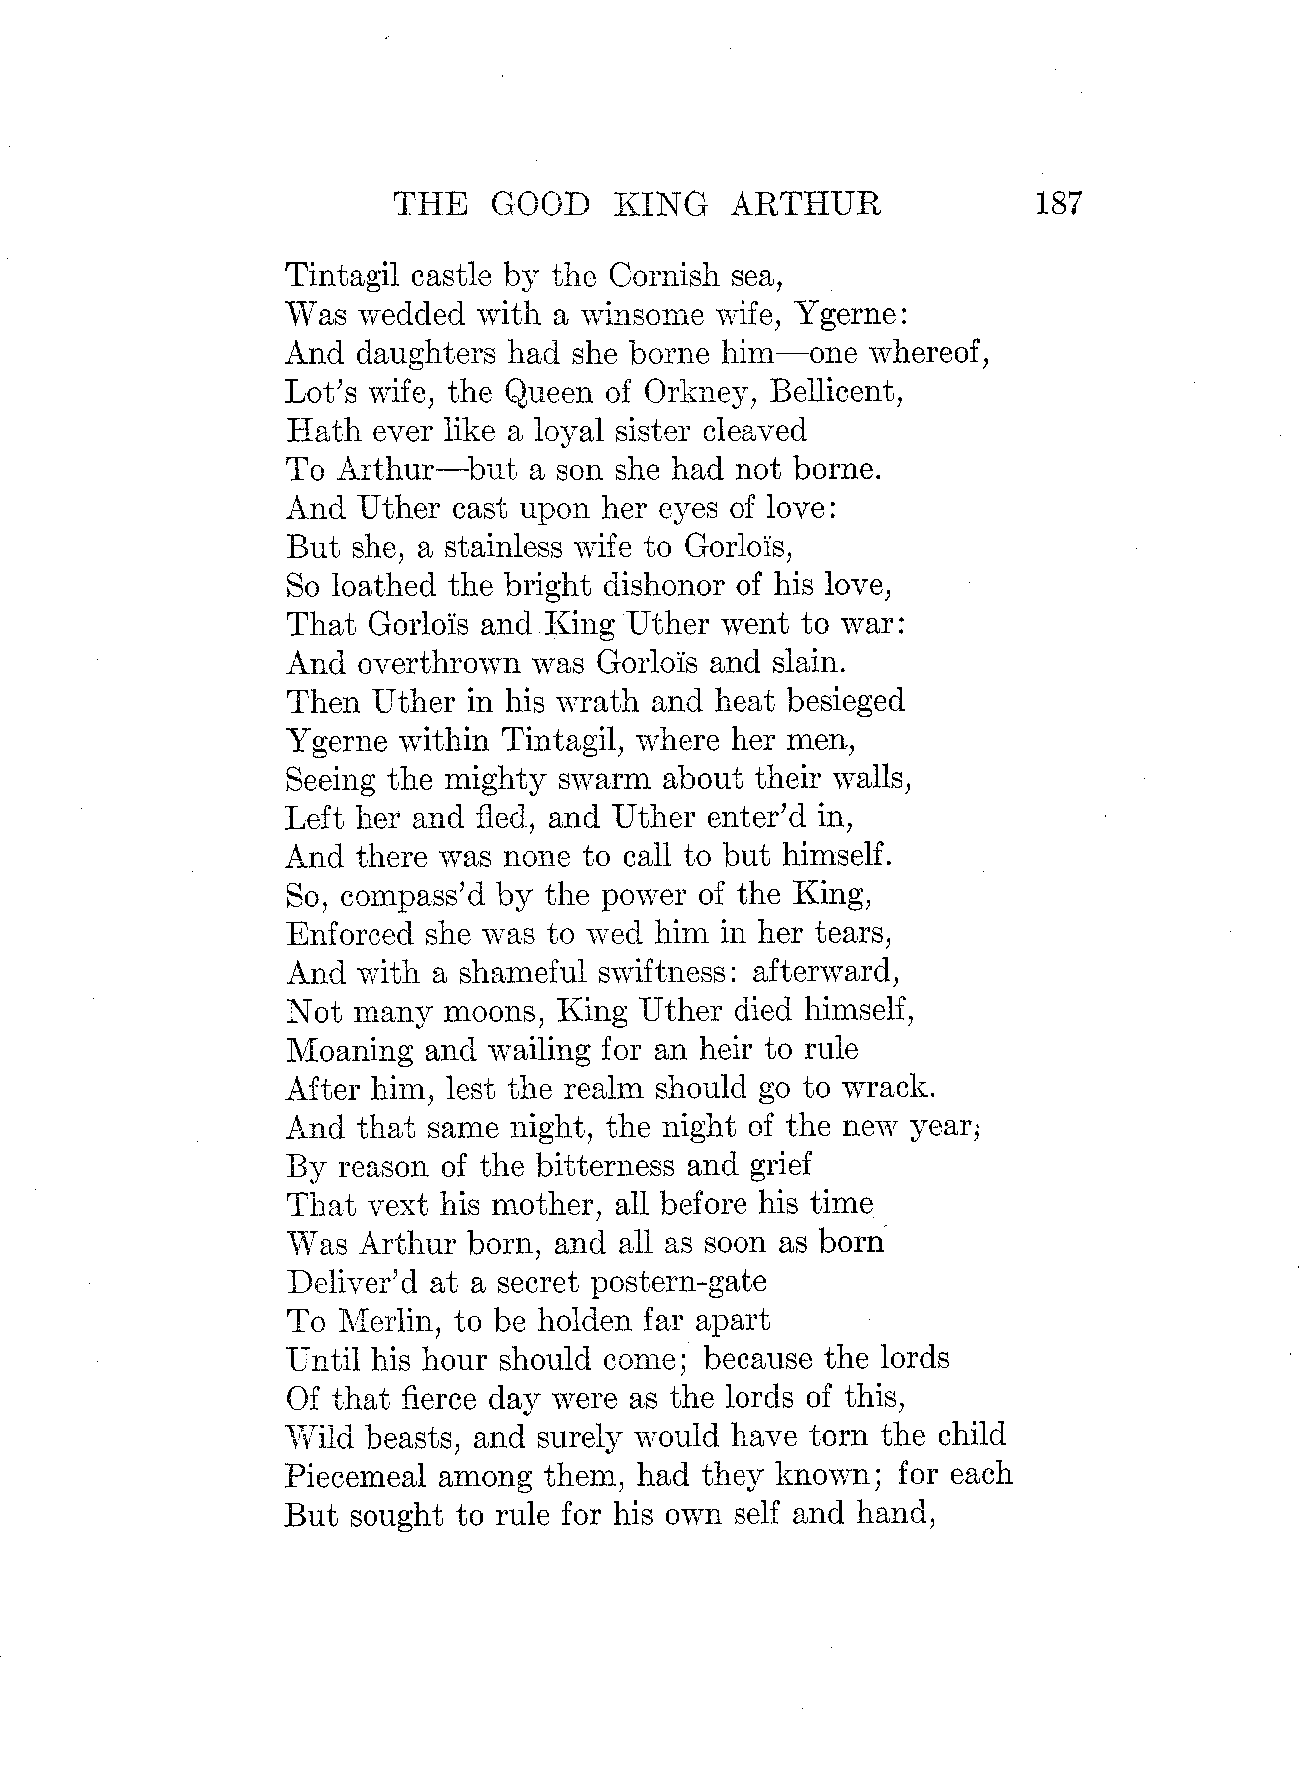 THE GOOD KING ARTHUR 187
Tintagil castle by the Cornish sea,
Was wedded with a winsome wife, Ygerne:
And daughters had she borne him—one whereof,
Lot's wife, the Queen of Orkney, Bellicent,
Hath ever like a loyal sister cleaved
To Arthur—but a son she had not borne.
And Uther cast upon her eyes of love:
But she, a stainless wife to Gorloïs,
So loathed the bright dishonor of his love,
That Gorloïs and King Uther went to war:
And overthrown was Gorloïs and slain.
Then Uther in his wrath and heat besieged
Ygerne within Tintagil, where her men,
Seeing the mighty swarm about their walls,
Left her and fled, and Uther enter'd in,
And there was none to call to but himself.
So, compass'd by the power of the King,
Enforced she was to wed him in her tears,
And with a shameful swiftness: afterward,
Not many moons, King Uther died himself,
Moaning and wailing for an heir to rule
After him, lest the realm should go to wrack.
And that same night, the night of the new year,
By reason of the bitterness and grief
That vext his mother, all before his time
Was Arthur born, and all as soon as born
Deliver'd at a secret postern-gate
To Merlin, to be holden far apart
Until his hour should come; because the lords
Of that fierce day were as the lords of this,
Wild beasts, and surely would have torn the child
Piecemeal among them, had they known; for each
But sought to rule for his own self and hand,